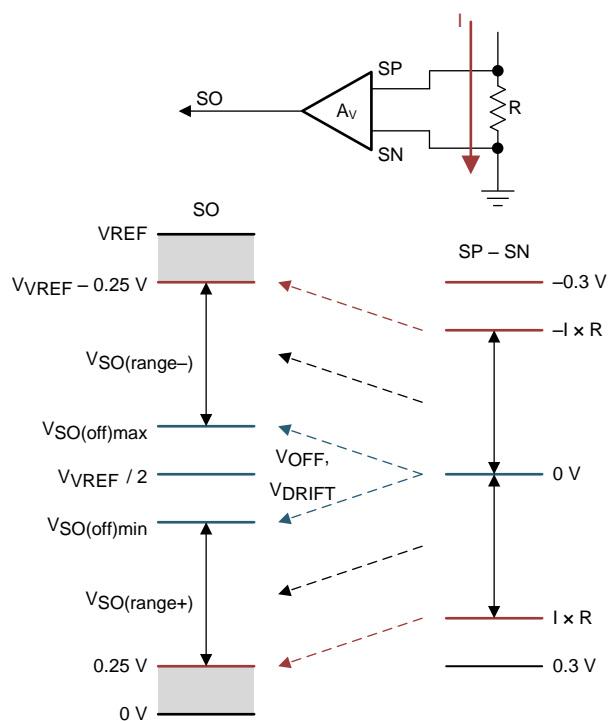 I
SP
SO
AV
R
SN
SO
VREF
SP – SN
VVREF – 0.25 V
–0.3 V
–I × R
VSO(range–)
VSO(off)max
VOFF,
VVREF / 2
0 V
VDRIFT
VSO(off)min
VSO(range+)
I × R
0.25 V
0.3 V
0 V